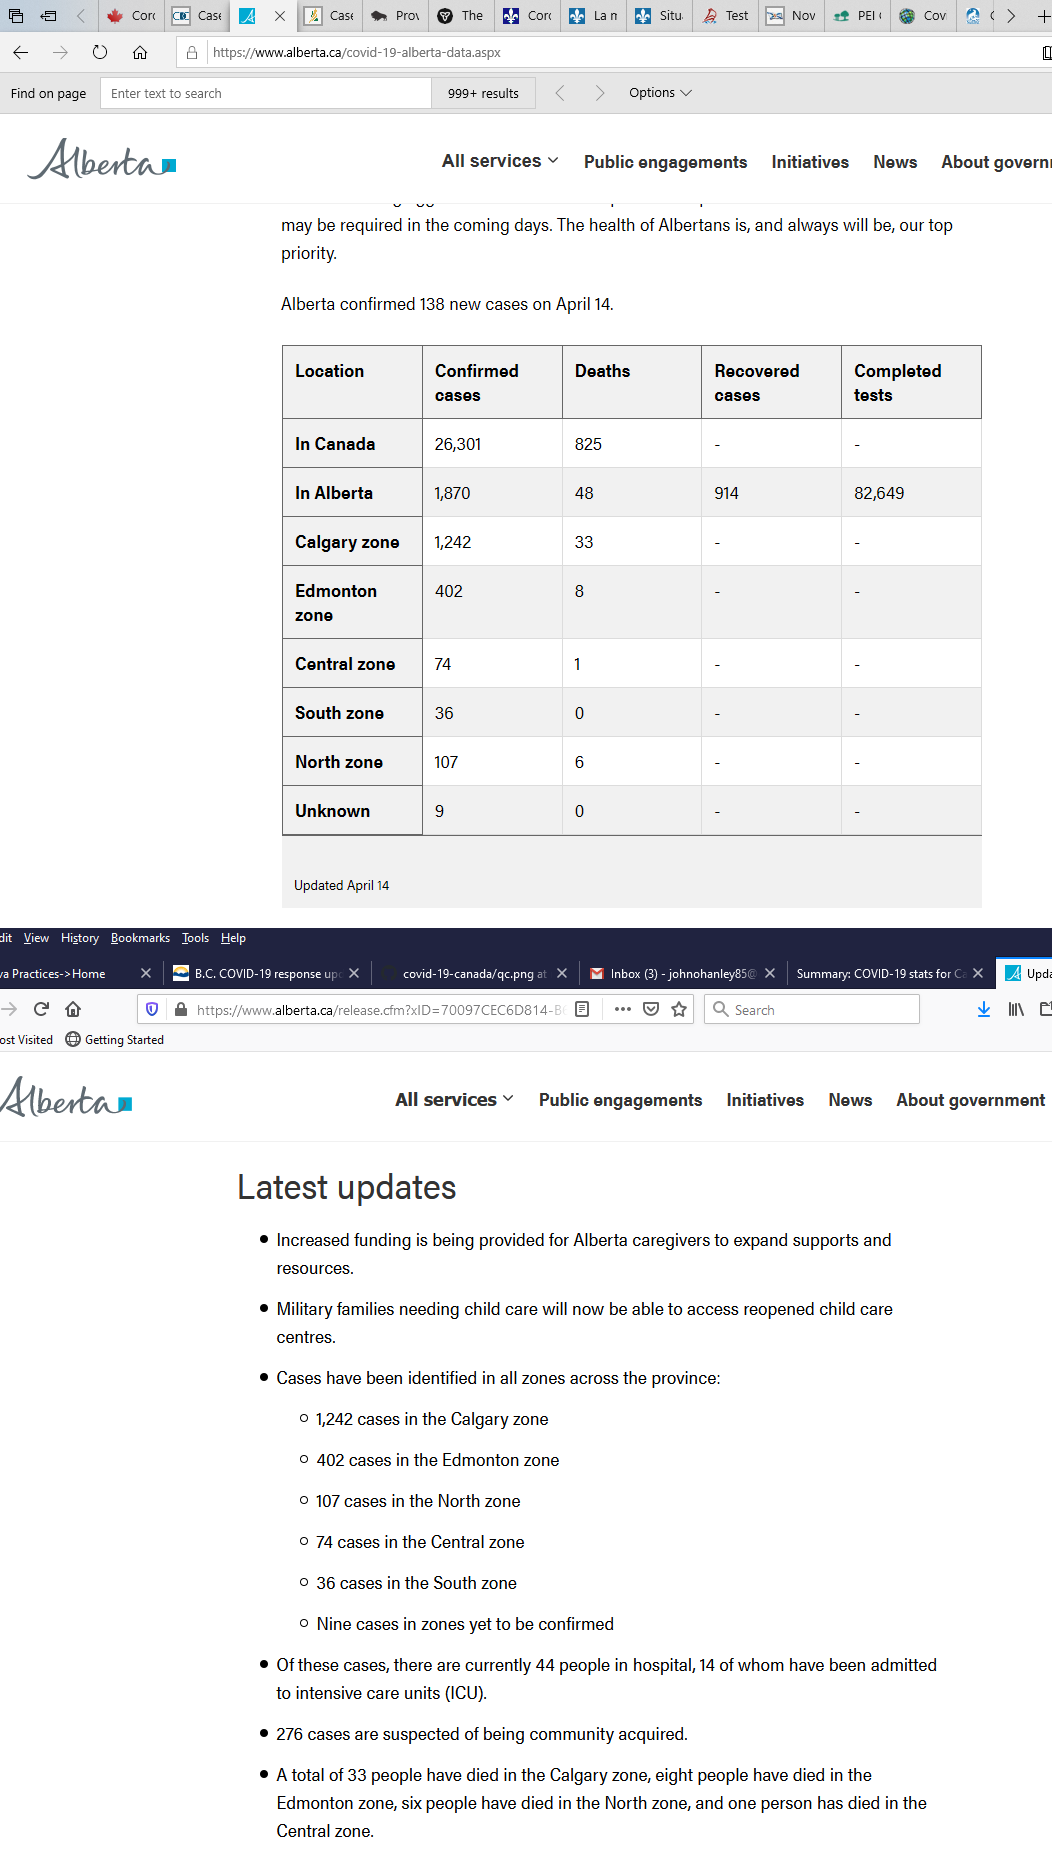 Corc Case Case Prov The Corc La n Situ Test Nov PEI Cov
https://www.alberta.ca/covid-19-alberta-data.aspx
Find on page Enter text to search 999+ results Options
Alberta All services Public engagements Initiatives News About governm
may be required in the coming days. The health of Albertans is, and always will be, our top
priority.
Alberta confirmed 138 new cases on April 14.
Location Confirmed cases Deaths Recovered cases Completed tests
In Canada 26,301 825 - -
In Alberta 1,870 48 914 82,649
Calgary zone 1,242 33 - -
Edmonton zone 402 8 - -
Central zone 74 1 - -
South zone 36 0 - -
North zone 107 6 - -
Unknown 9 0 - -
Updated April 14
dit View History Bookmarks Tools Help
va Practices->Home B.C. COVID-19 response upd covid-19-canada/qc.png at Inbox (3) - johnohanley85@ Summary: COVID-19 stats for Ca Upda
https://www.alberta.ca/release.cfm?xID=70097CEC6D814-B Search
ost Visited Getting Started
Alberta All services Public engagements Initiatives News About government
Latest updates
• Increased funding is being provided for Alberta caregivers to expand supports and
resources.
• Military families needing child care will now be able to access reopened child care
centres.
• Cases have been identified in all zones across the province:
○ 1,242 cases in the Calgary zone
○ 402 cases in the Edmonton zone
○ 107 cases in the North zone
○ 74 cases in the Central zone
○ 36 cases in the South zone
○ Nine cases in zones yet to be confirmed
• Of these cases, there are currently 44 people in hospital, 14 of whom have been admitted
to intensive care units (ICU).
• 276 cases are suspected of being community acquired.
• A total of 33 people have died in the Calgary zone, eight people have died in the
Edmonton zone, six people have died in the North zone, and one person has died in the
Central zone.